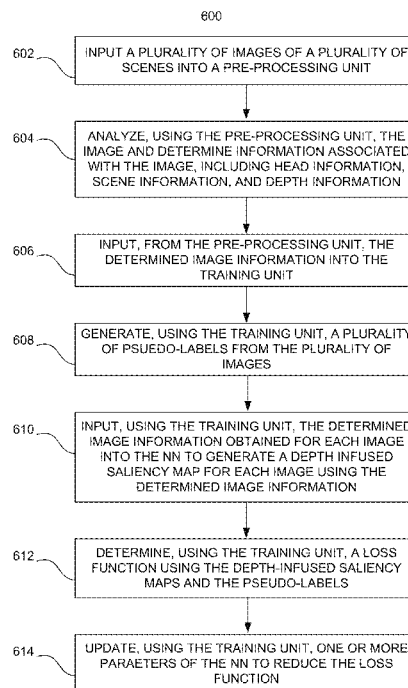 600
602
INPUT A PLURALITY OF IMAGES OF A PLURALITY OF
SCENES INTO A PRE-PROCESSING UNIT
604
ANALYZE, USING THE PRE-PROCESSING UNIT, THE
IMAGE AND DETERMINE INFORMATION ASSOCIATED
WITH THE IMAGE, INCLUDING HEAD INFORMATION,
SCENE INFORMATION, AND DEPTH INFORMATION
606
INPUT, FROM THE PRE-PROCESSING UNIT, THE
DETERMINED IMAGE INFORMATION INTO THE
TRAINING UNIT
608
GENERATE, USING THE TRAINING UNIT, A PLURALITY
OF PSUEDO-LABELS FROM THE PLURALITY OF
IMAGES
610
INPUT, USING THE TRAINING UNIT, THE DETERMINED
IMAGE INFORMATION OBTAINED FOR EACH IMAGE
INTO THE NN TO GENERATE A DEPTH INFUSED
SALIENCY MAP FOR EACH IMAGE USING THE
DETERMINED IMAGE INFORMATION
612
DETERMINE, USING THE TRAINING UNIT, A LOSS
FUNCTION USING THE DEPTH-INFUSED SALIENCY
MAPS AND THE PSEUDO-LABELS
614
UPDATE, USING THE TRAINING UNIT, ONE OR MORE
PARAETERS OF THE NN TO REDUCE THE LOSS
FUNCTION